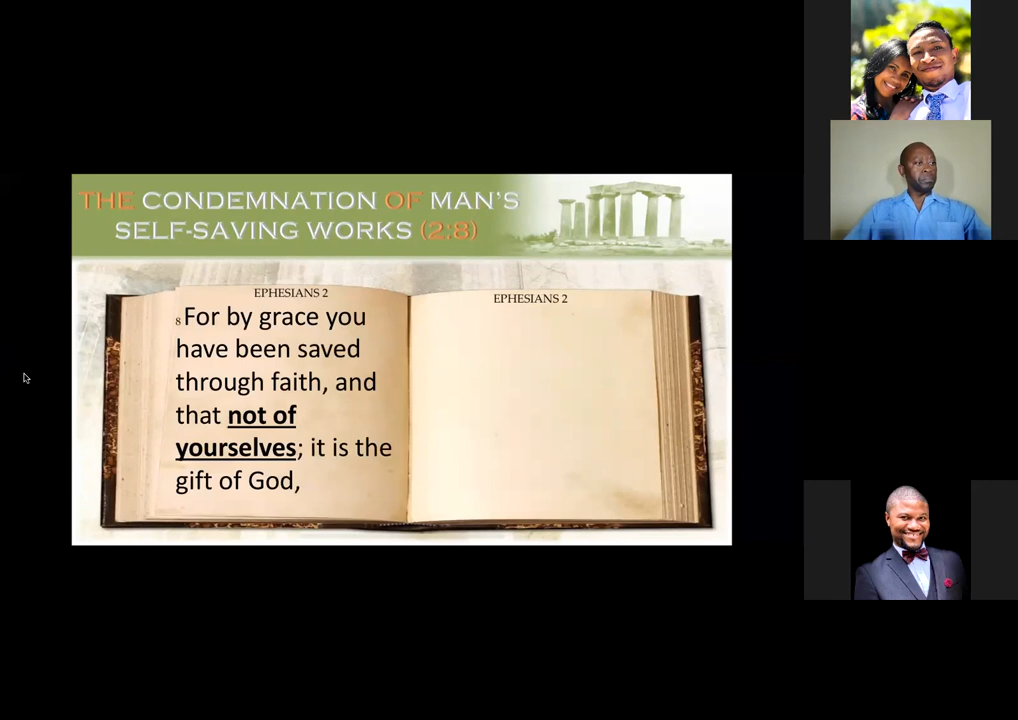 THE CONDEMNATION OF MAN'S
SELF-SAVING WORKS (2:8)
EPHESIANS 2
8 For by grace you
have been saved
through faith, and
that not of
yourselves; it is the
gift of God,
EPHESIANS 2